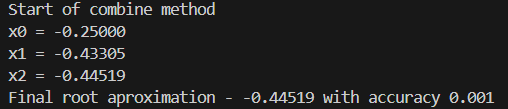 Start of combine method
x0 = -0.25000
x1 = -0.43305
x2 = -0.44519
Final root aproximation - -0.44519 with accuracy 0.001